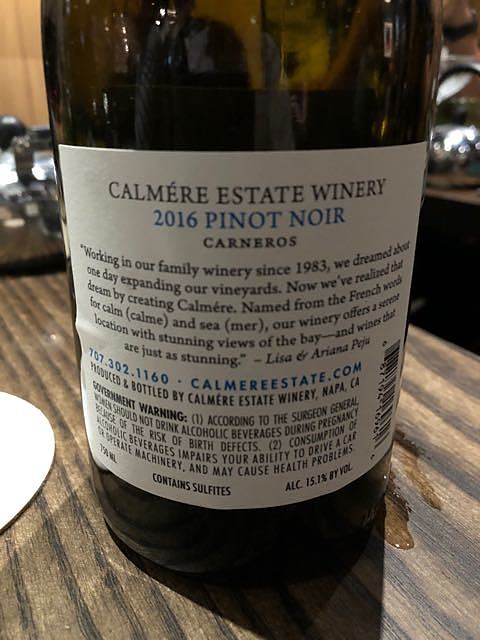 CALMÉRE ESTATE WINERY
2016 PINOT NOIR
CARNEROS
"Working in our family winery since 1983, we dreamed about
one day expanding our vineyards. Now we've realized that
dream by creating Calmére. Named from the French words
for calm (calme) and sea (mer), our winery offers a serene
location with stunning views of the bay—and wines that
are just as stunning." – Lisa & Ariana Peju
707.302.1160 · CALMEREESTATE.COM
PRODUCED & BOTTLED BY CALMÉRE ESTATE WINERY, NAPA, CA
GOVERNMENT WARNING: (1) ACCORDING TO THE SURGEON GENERAL,
WOMEN SHOULD NOT DRINK ALCOHOLIC BEVERAGES DURING PREGNANCY
BECAUSE OF THE RISK OF BIRTH DEFECTS. (2) CONSUMPTION OF
ALCOHOLIC BEVERAGES IMPAIRS YOUR ABILITY TO DRIVE A CAR
OR OPERATE MACHINERY, AND MAY CAUSE HEALTH PROBLEMS.
750 ML
CONTAINS SULFITES
ALC. 15.1% BY VOL.